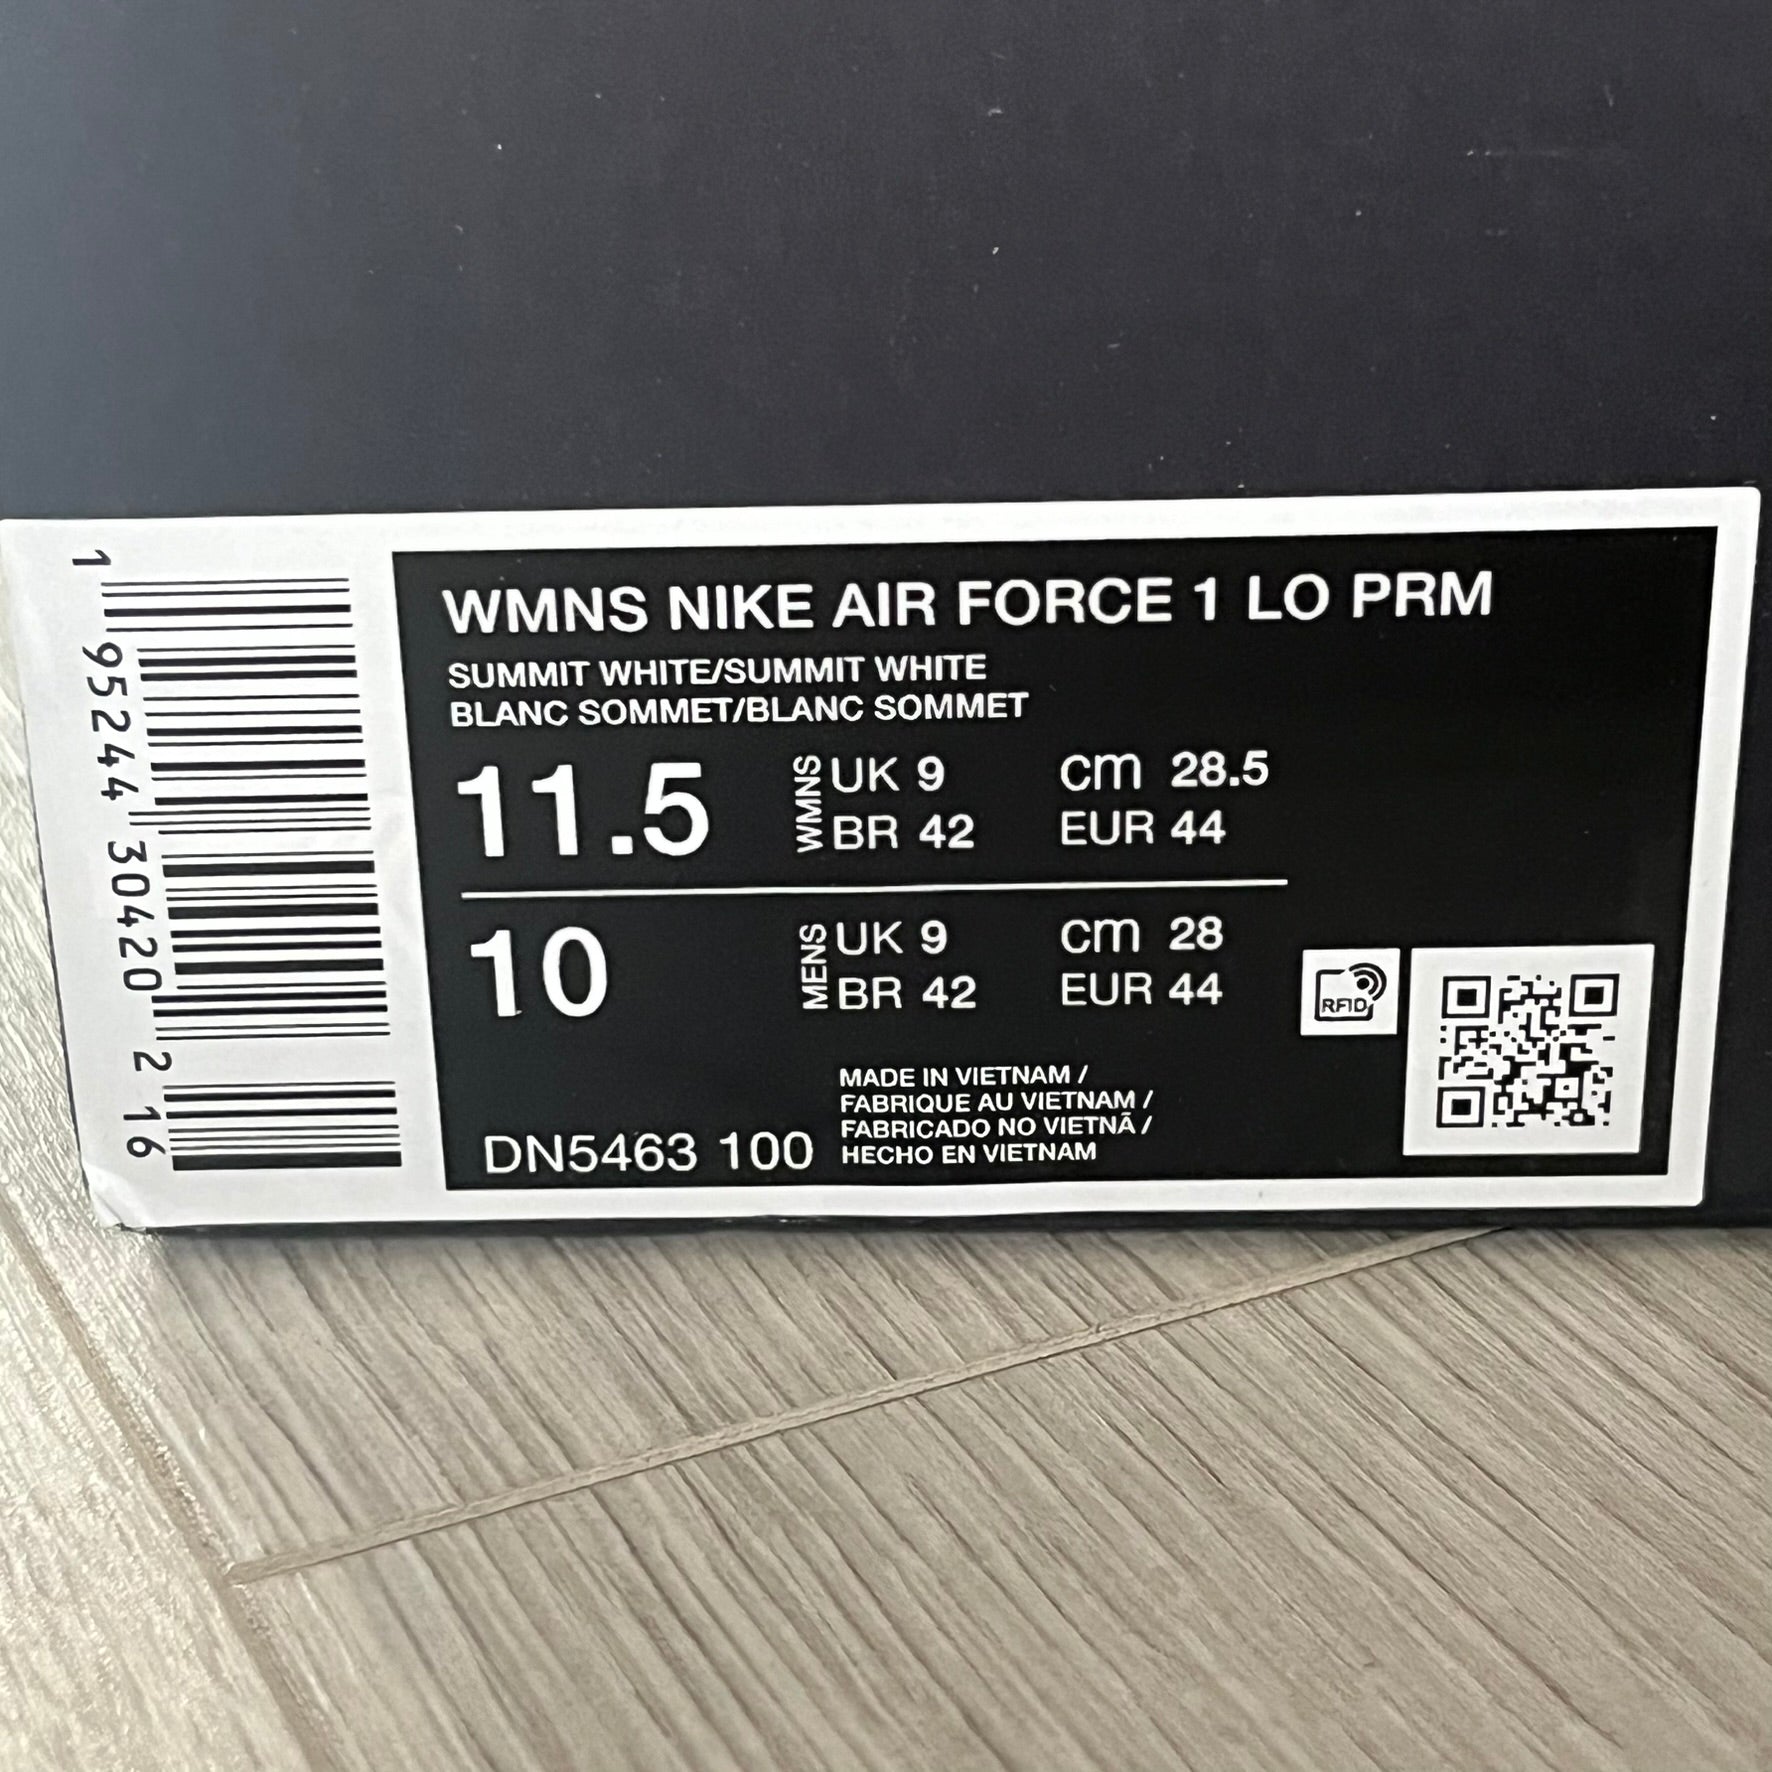 WMNS NIKE AIR FORCE 1 LO PRM
SUMMIT WHITE/SUMMIT WHITE
BLANC SOMMET/BLANC SOMMET
11.5 WMNS UK 9 cm 28.5
BR 42 EUR 44
10 MENS UK 9 cm 28
BR 42 EUR 44
RFID
MADE IN VIETNAM /
FABRIQUE AU VIETNAM /
FABRICADO NO VIETNÃ /
HECHO EN VIETNAM
DN5463 100
1 95244 30420 2 16